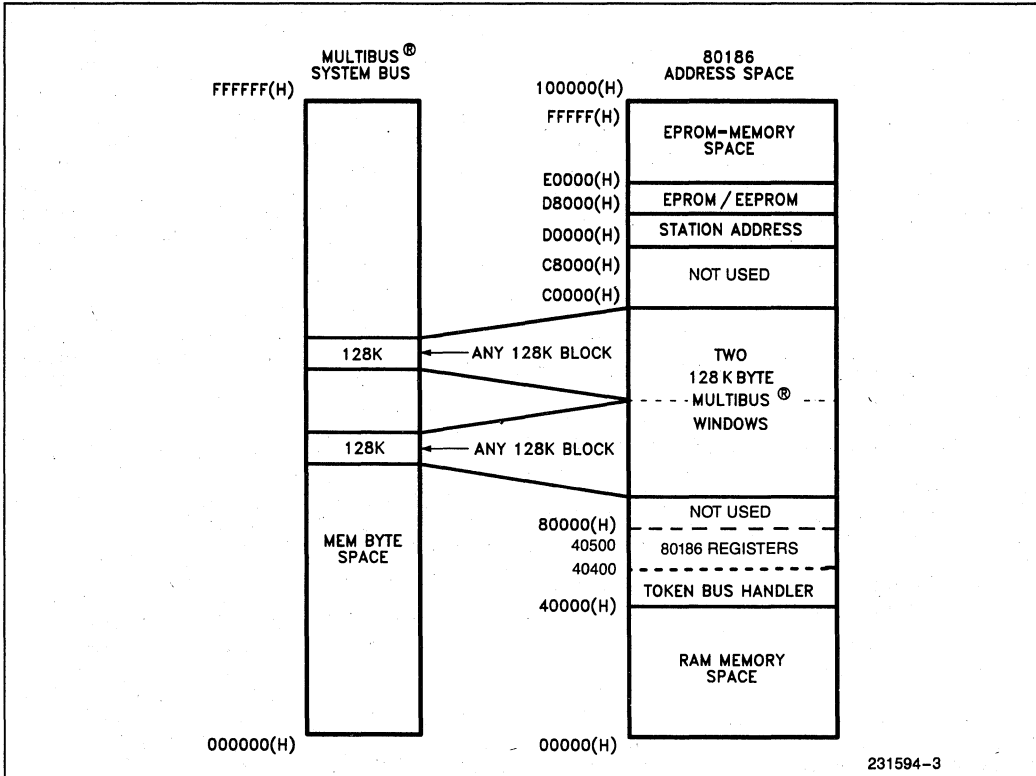 MULTIBUS ®
SYSTEM BUS
FFFFFF(H)
128K
128K
MEM BYTE
SPACE
000000(H)
ANY 128K BLOCK
ANY 128K BLOCK
80186
ADDRESS SPACE
100000(H)
FFFFF(H)
EPROM-MEMORY
SPACE
E0000(H)
D8000(H)
EPROM / EEPROM
D0000(H)
STATION ADDRESS
C8000(H)
NOT USED
C0000(H)
TWO
128 K BYTE
MULTIBUS ®
WINDOWS
NOT USED
80000(H)
40500
80186 REGISTERS
40400
TOKEN BUS HANDLER
40000(H)
RAM MEMORY
SPACE
00000(H)
231594-3